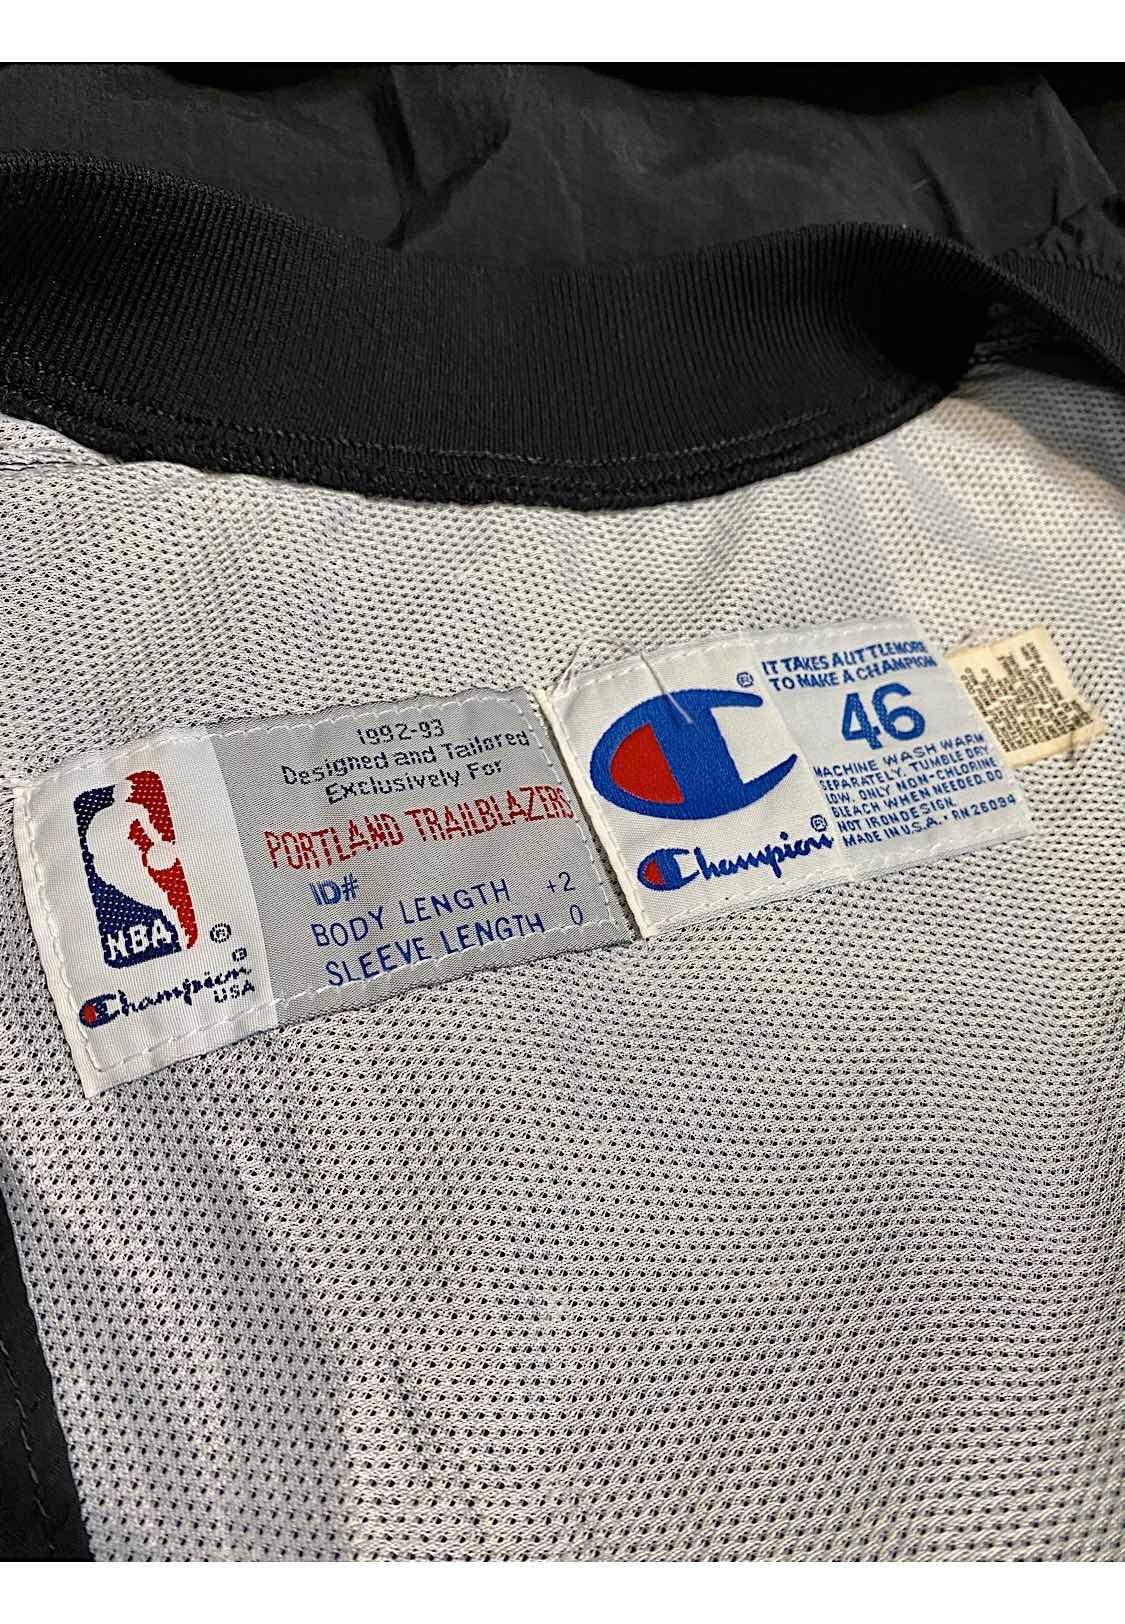 1992-93
Designed and Tailored
Exclusively For
PORTLAND TRAILBLAZERS
ID#
BODY LENGTH +2
SLEEVE LENGTH 0
NBA ®
Champion ®
USA
®
Champion ®
IT TAKES A LITTLE MORE
TO MAKE A CHAMPION
46
MACHINE WASH WARM
SEPARATELY. TUMBLE DRY
LOW. ONLY NON-CHLORINE
BLEACH WHEN NEEDED. DO
NOT IRON DESIGN.
MADE IN U.S.A. • RN 26094